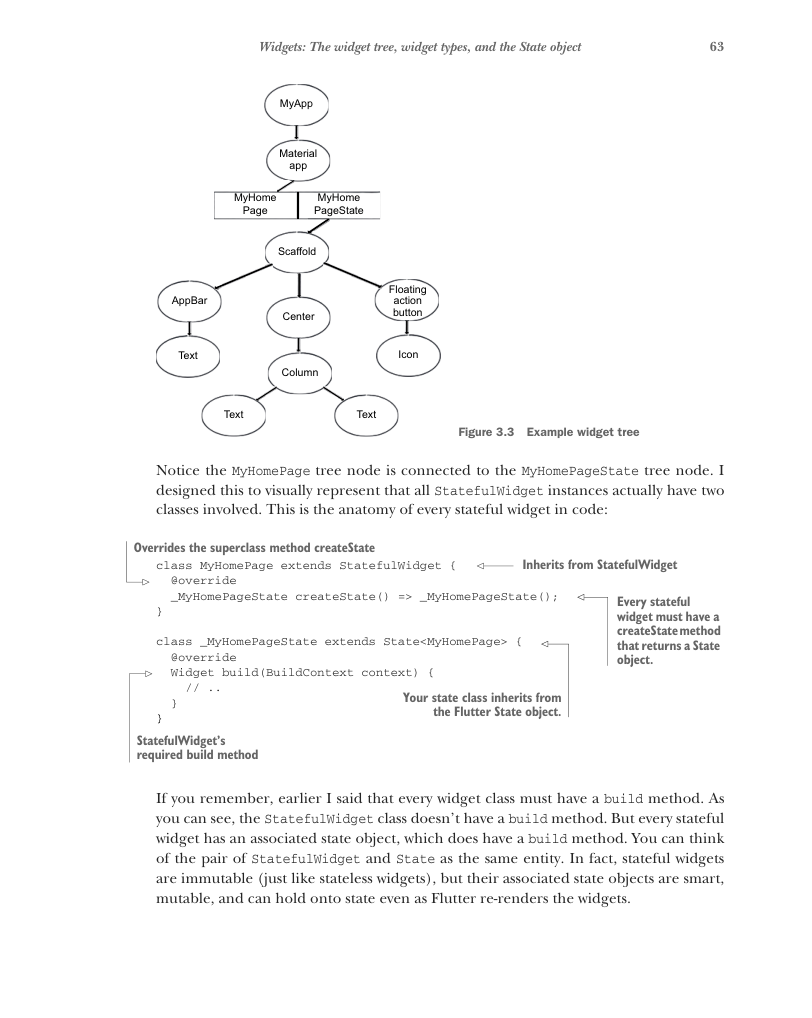 Widgets: The widget tree, widget types, and the State object 63
MyApp
Material
app
MyHome
Page
MyHome
PageState
Scaffold
AppBar
Center
Floating
action
button
Text
Column
Icon
Text
Text
Figure 3.3 Example widget tree
Notice the MyHomePage tree node is connected to the MyHomePageState tree node. I
designed this to visually represent that all StatefulWidget instances actually have two
classes involved. This is the anatomy of every stateful widget in code:
Overrides the superclass method createState
class MyHomePage extends StatefulWidget {
Inherits from StatefulWidget
@override
_MyHomePageState createState() => _MyHomePageState();
}
Every stateful
widget must have a
createState method
that returns a State
object.
class _MyHomePageState extends State<MyHomePage> {
@override
Widget build(BuildContext context) {
// ..
}
}
Your state class inherits from
the Flutter State object.
StatefulWidget's
required build method
If you remember, earlier I said that every widget class must have a build method. As
you can see, the StatefulWidget class doesn't have a build method. But every stateful
widget has an associated state object, which does have a build method. You can think
of the pair of StatefulWidget and State as the same entity. In fact, stateful widgets
are immutable (just like stateless widgets), but their associated state objects are smart,
mutable, and can hold onto state even as Flutter re-renders the widgets.